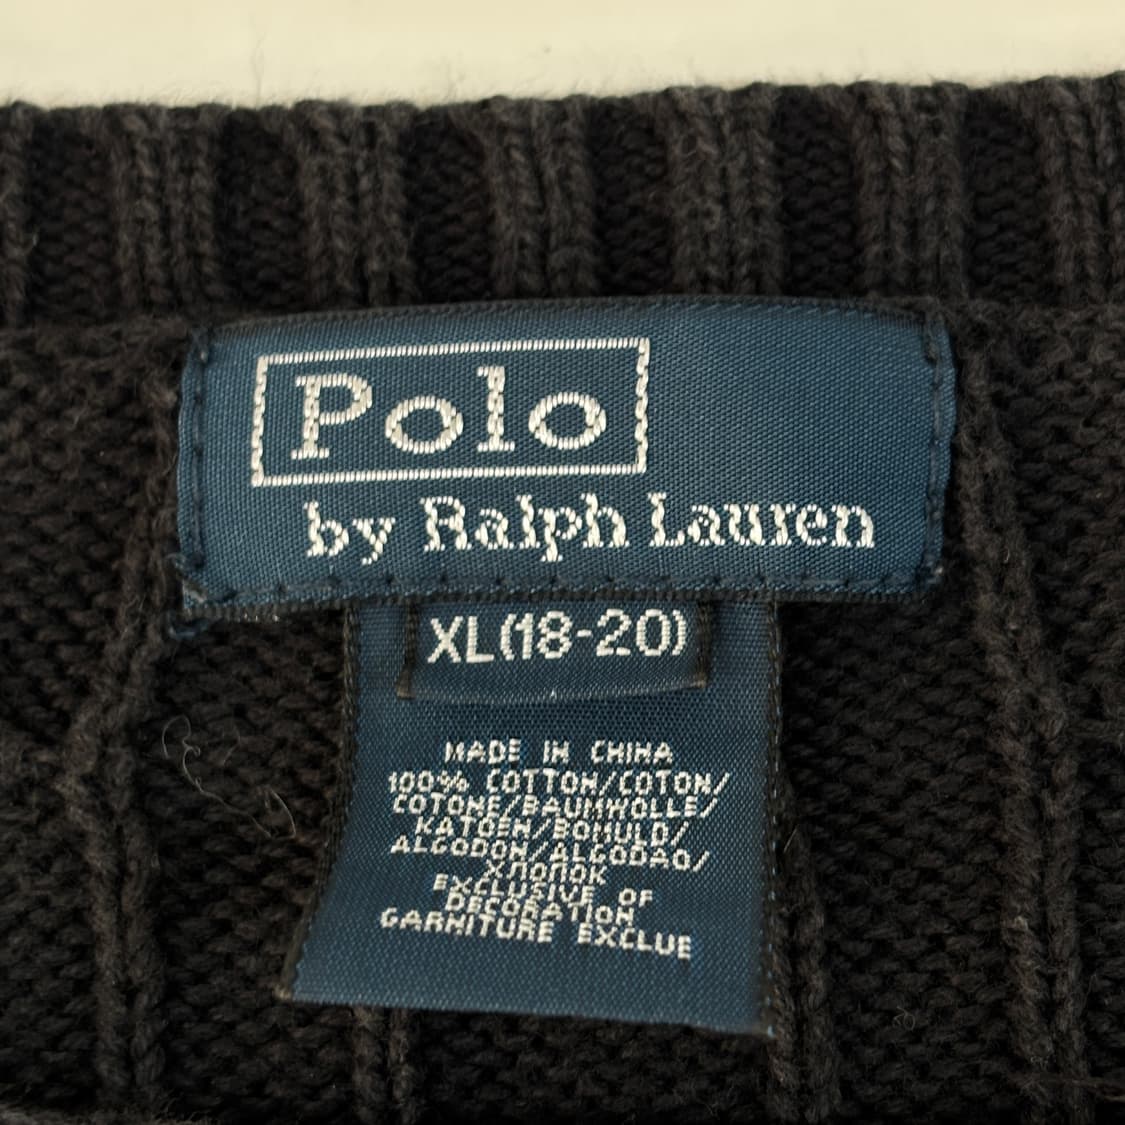 Polo
by Ralph Lauren
XL(18-20)
MADE IN CHINA
100% COTTON/COTON/
COTONE/BAUMWOLLE/
KATOEN/BOMULD/
ALGODON/ALGODAO/
ХЛОПОК
EXCLUSIVE OF
DECORATION
GARNITURE EXCLUE